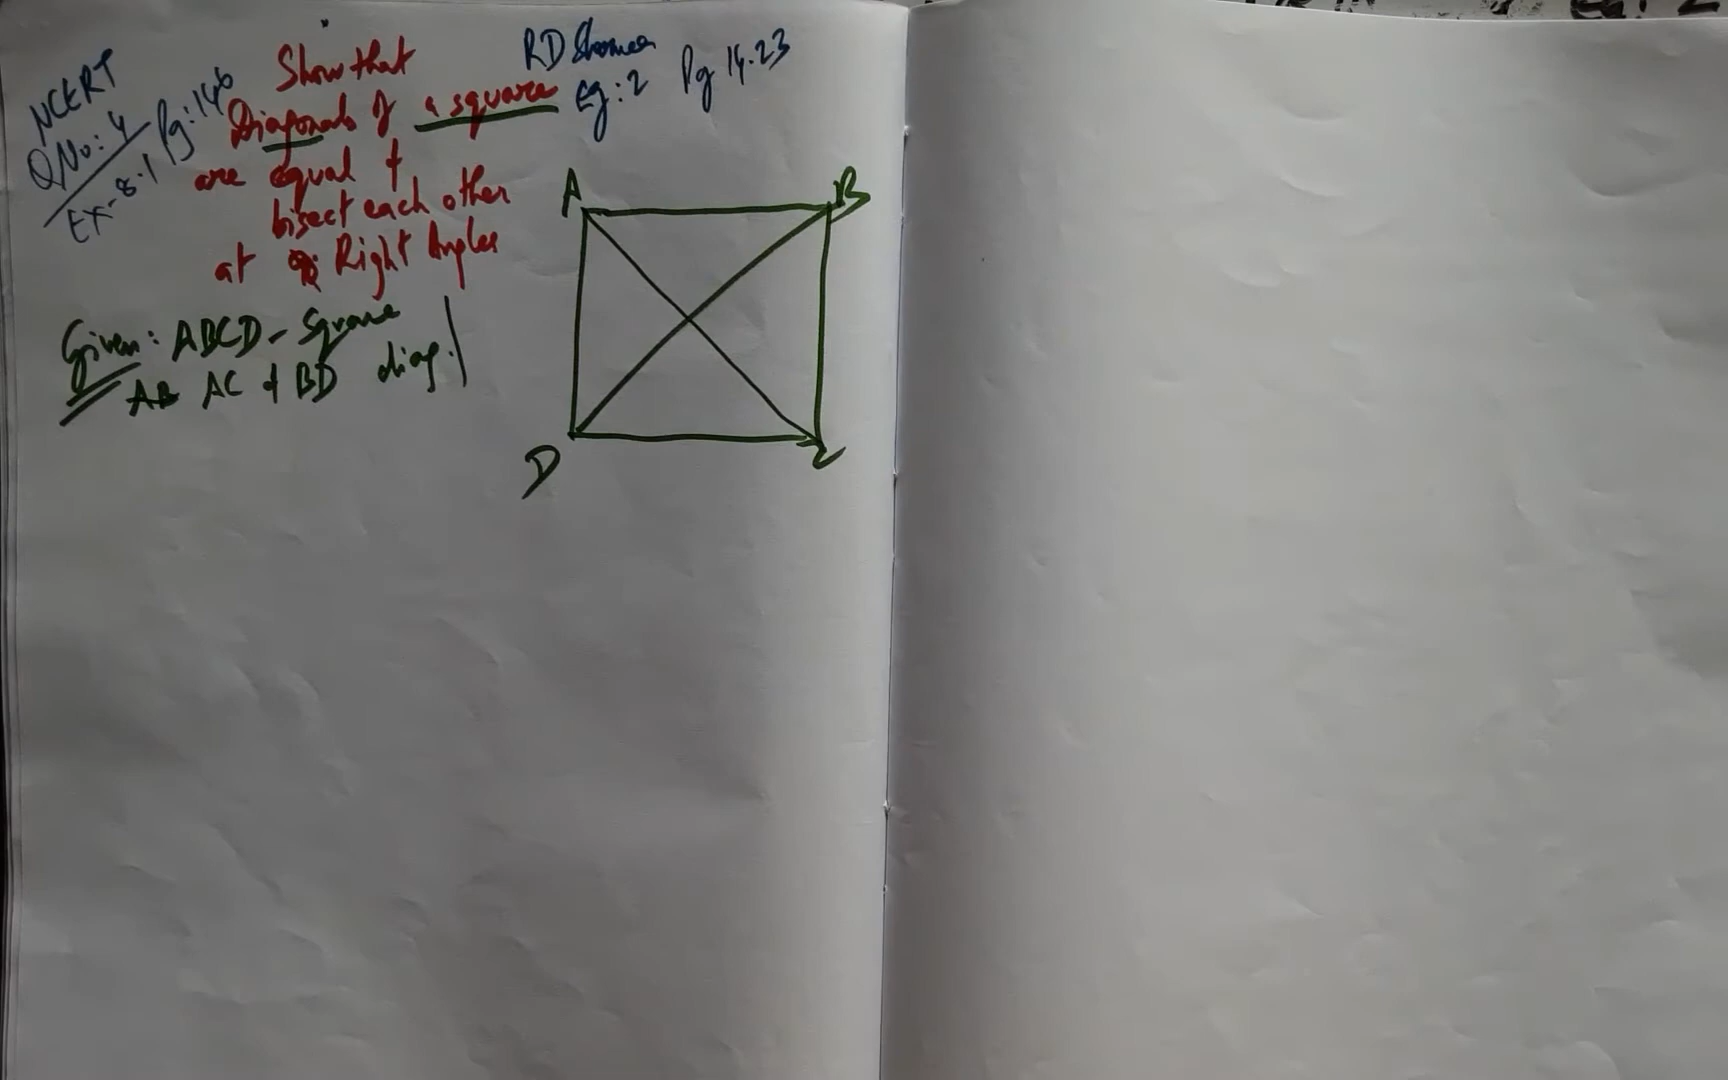 NCERT
Q No: 4
Ex-8.1 Pg:146
Show that
Diagonals of a square
are equal &
bisect each other
at Right Angles
RD Sharma
Eg:2 Pg 14.23
Given: ABCD - Square
AB AC & BD diag.
A
B
D
C